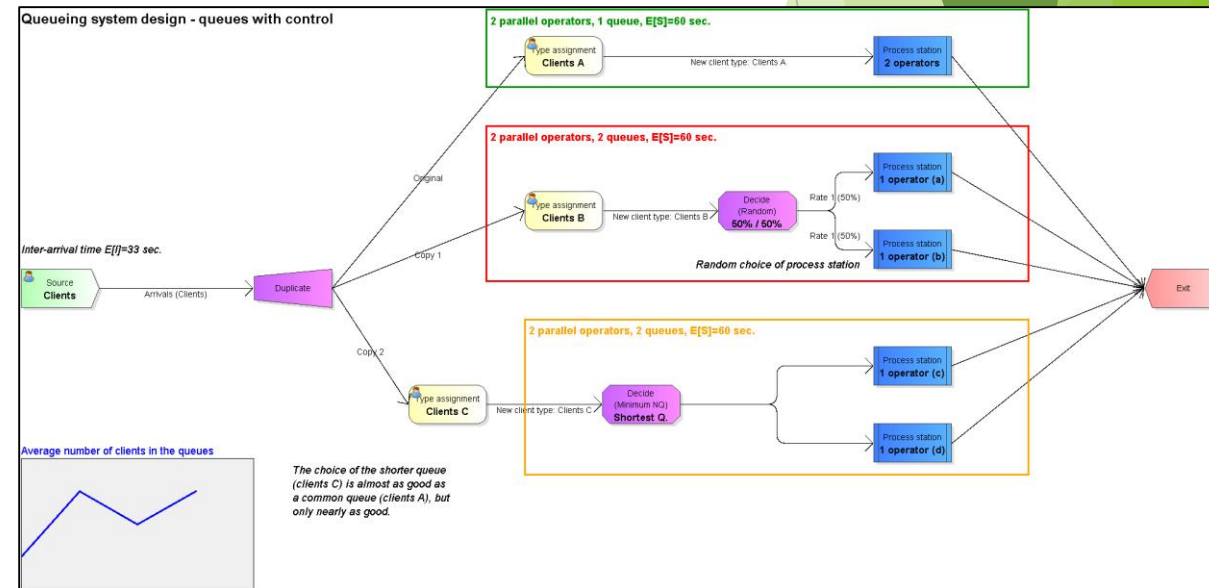 Queueing system design - queues with control
2 parallel operators, 1 queue, E[S]=60 sec.
Type assignment
Clients A
New client type: Clients A
Process station
2 operators
2 parallel operators, 2 queues, E[S]=60 sec.
Original
Type assignment
Clients B
New client type: Clients B
Decide
(Random)
50% / 50%
Rate 1 (50%)
Process station
1 operator (a)
Rate 1 (50%)
Process station
1 operator (b)
Random choice of process station
Copy 1
Inter-arrival time E[I]=33 sec.
Source
Clients
Arrivals (Clients)
Duplicate
Exit
2 parallel operators, 2 queues, E[S]=60 sec.
Copy 2
Type assignment
Clients C
New client type: Clients C
Decide
(Minimum NQ)
Shortest Q.
Process station
1 operator (c)
Process station
1 operator (d)
Average number of clients in the queues
The choice of the shorter queue
(clients C) is almost as good as
a common queue (clients A), but
only nearly as good.